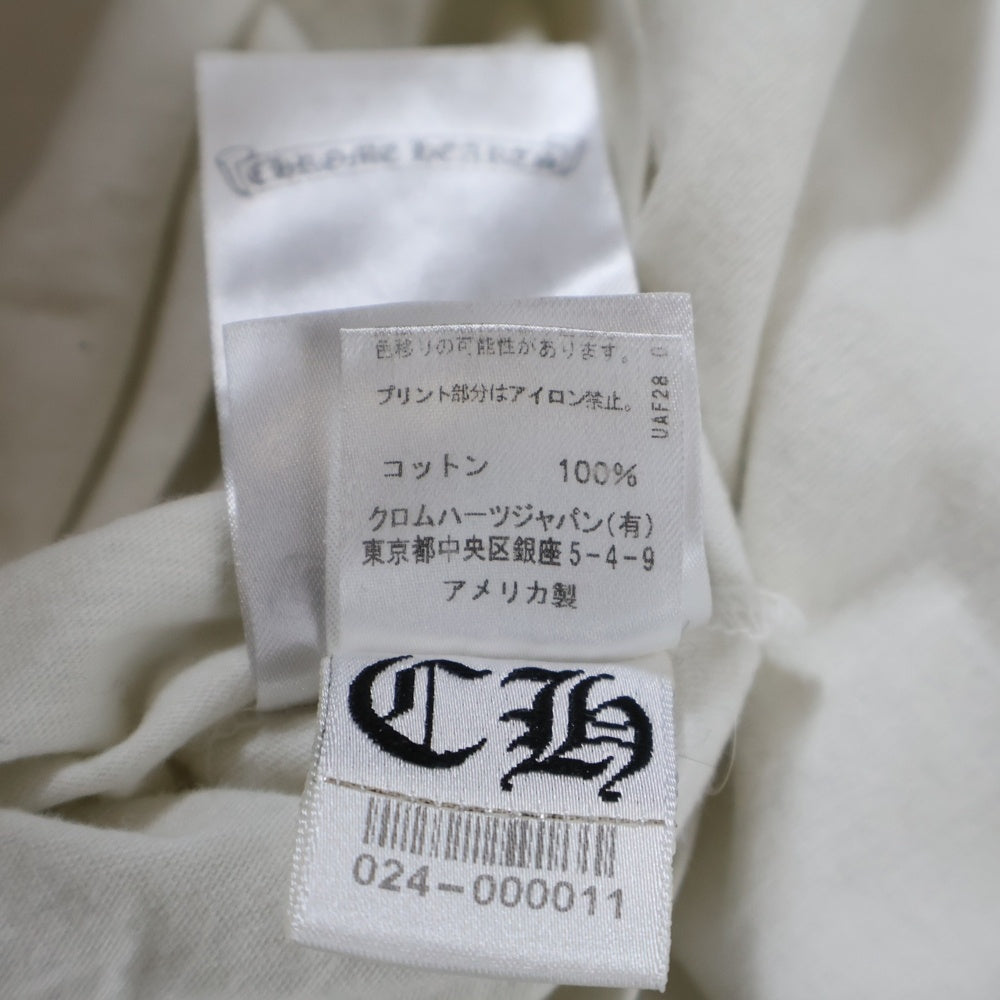 CHROME HEARTS
色移りの可能性があります。
プリント部分はアイロン禁止。
UAF28 0
コットン 100%
クロムハーツジャパン(有)
東京都中央区銀座5-4-9
アメリカ製
CH
024-000011